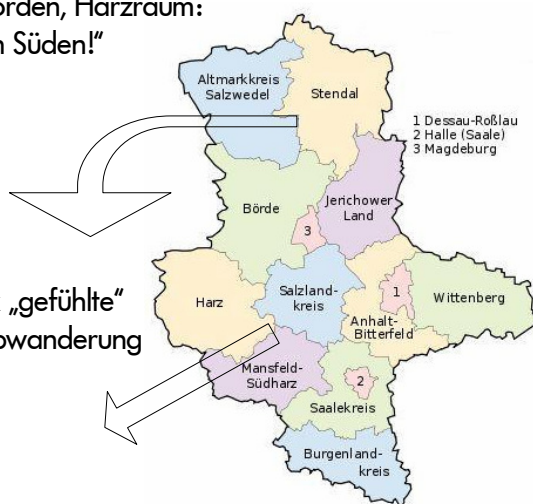 orden, Harzraum:
n Süden!“
Altmarkkreis
Salzwedel
Stendal
1 Dessau-Roßlau
2 Halle (Saale)
3 Magdeburg
Börde
Jerichower
Land
3
„gefühlte“
bwanderung
Harz
Salzland-
kreis
1
Wittenberg
Anhalt-
Bitterfeld
Mansfeld-
Südharz
2
Saalekreis
Burgenland-
kreis